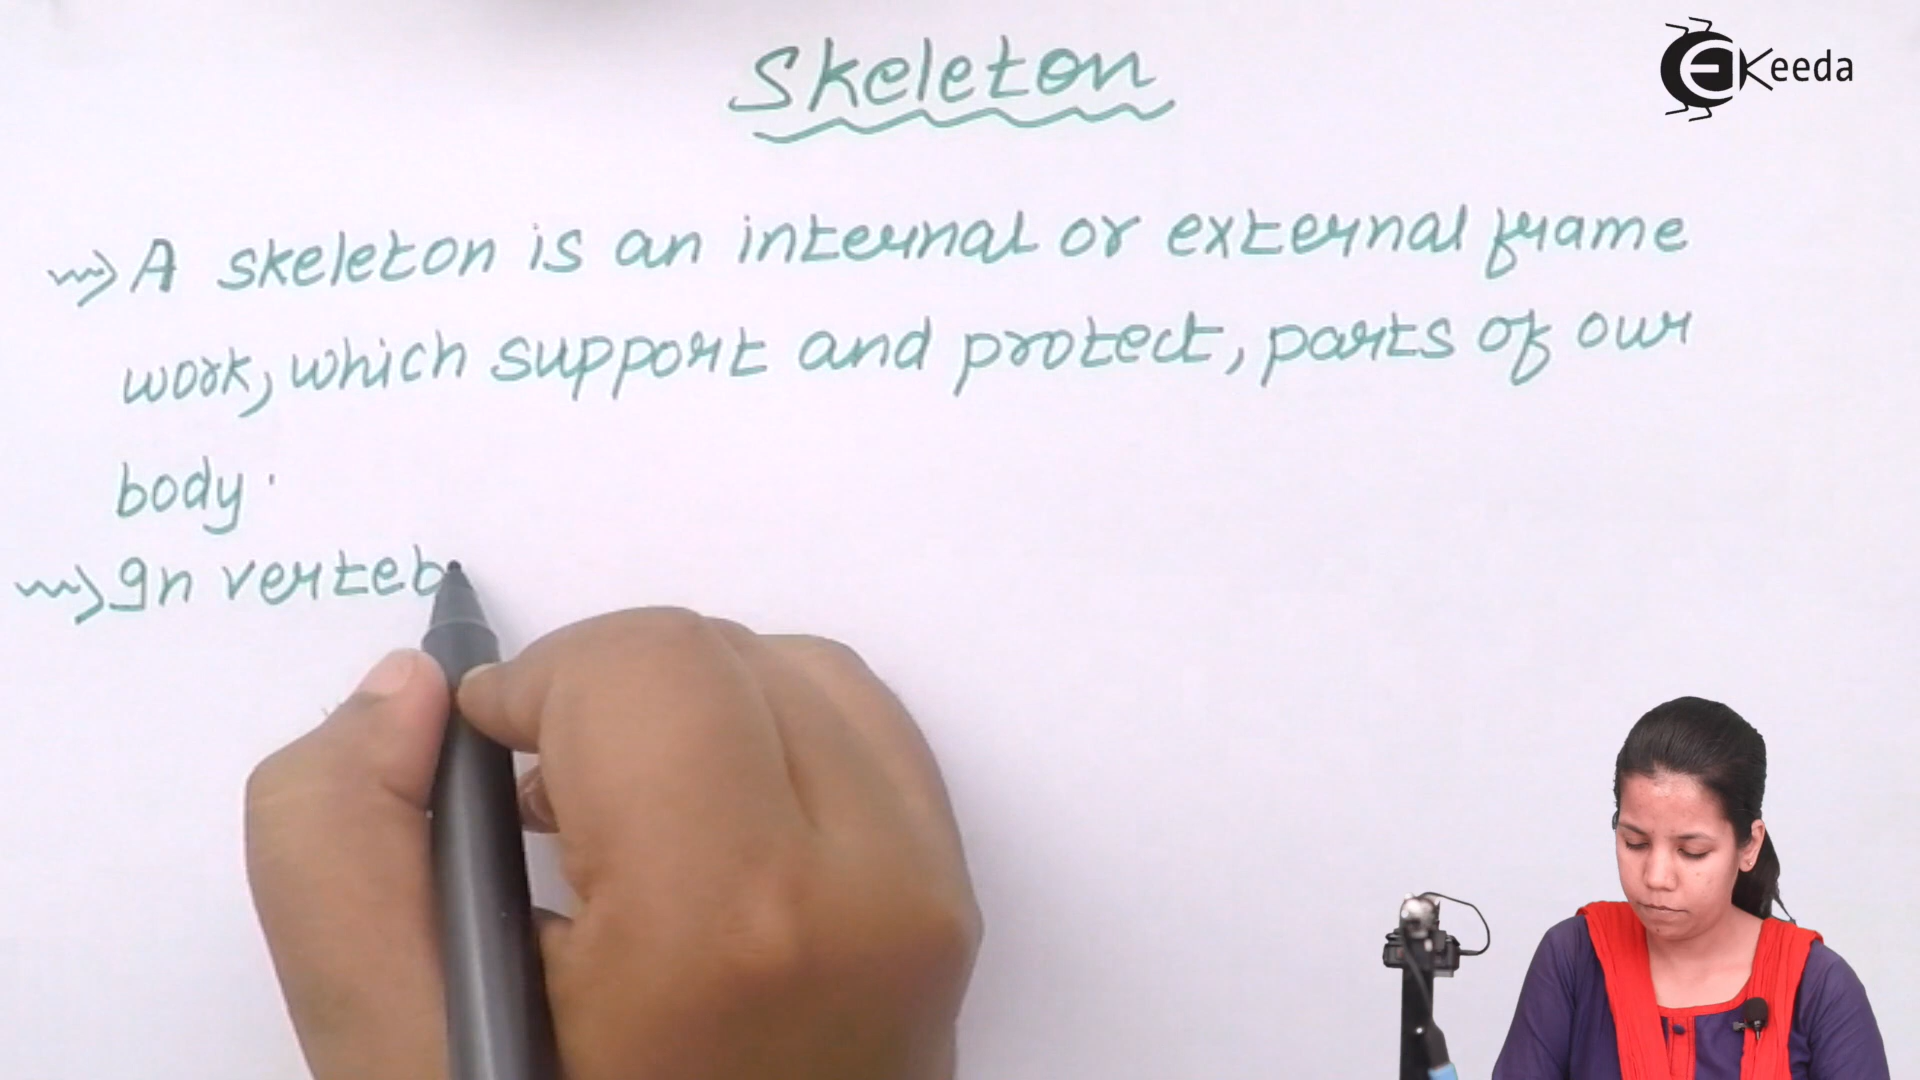 Skeleton
EKeeda
A skeleton is an internal or external frame
work, which support and protect, parts of our
body.
In verteb